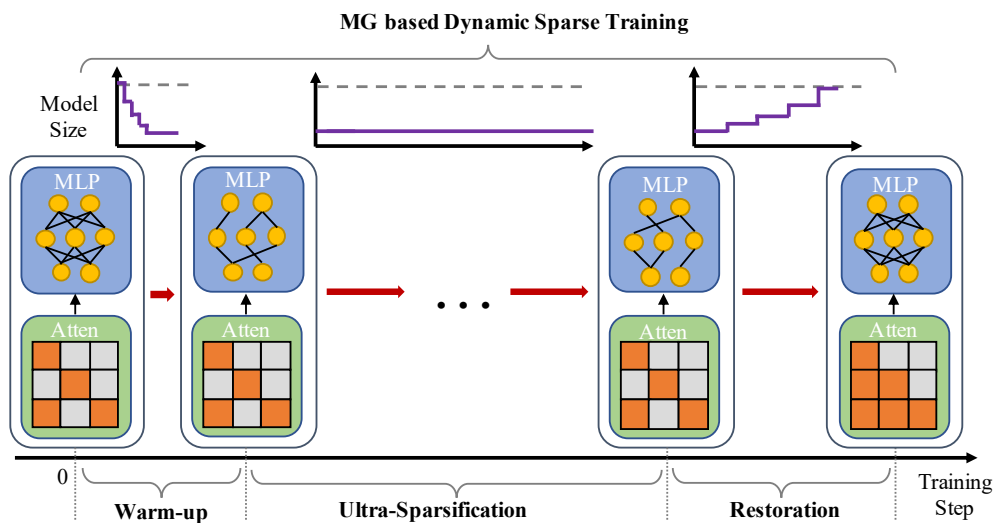 MG based Dynamic Sparse Training
Model
Size
MLP
MLP
MLP
MLP
. . .
Atten
Atten
Atten
Atten
0
Training
Step
Warm-up
Ultra-Sparsification
Restoration